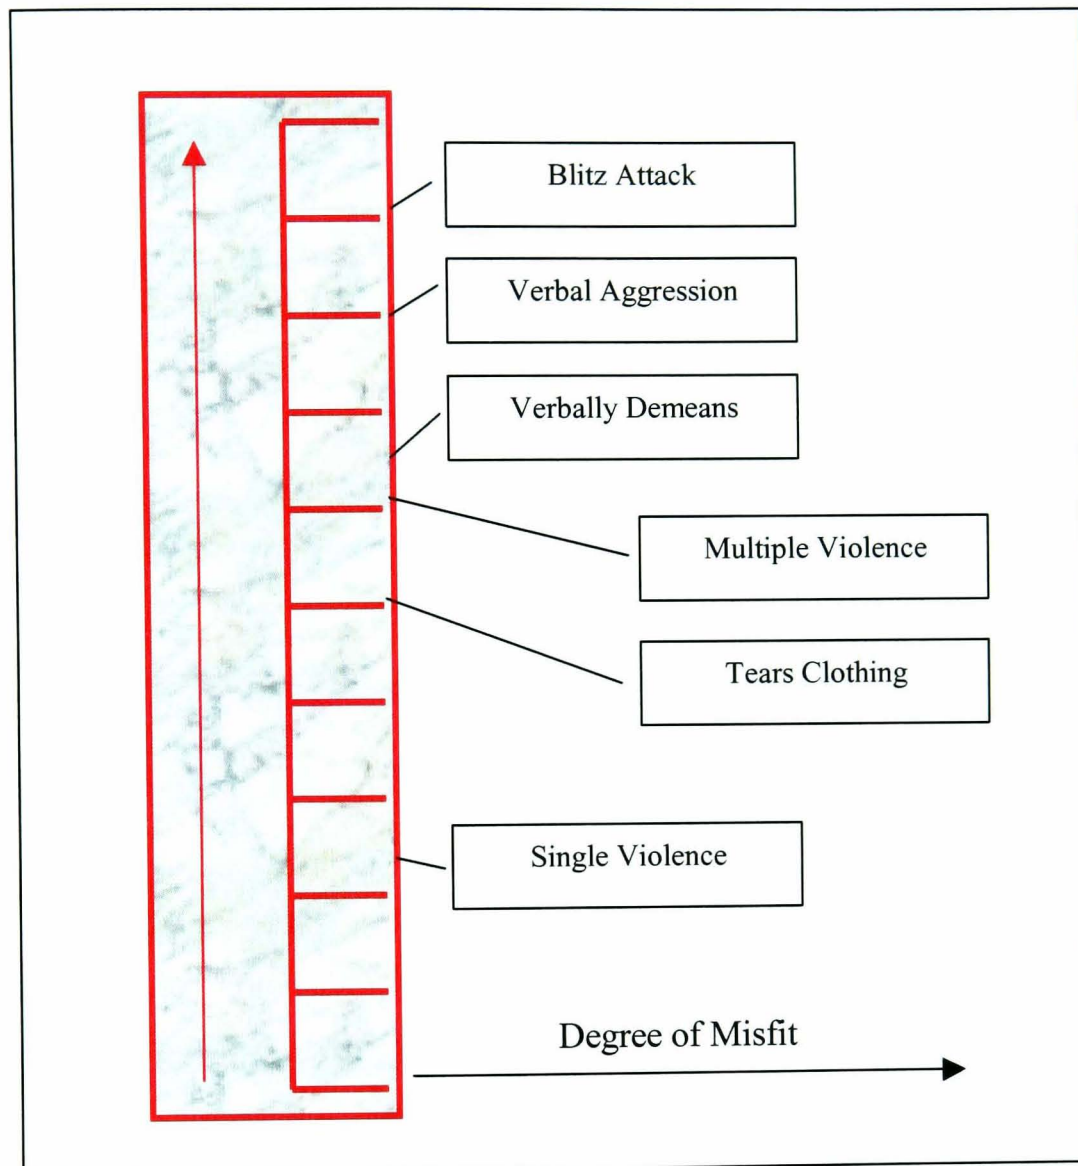 Blitz Attack
Verbal Aggression
Verbally Demeans
Multiple Violence
Tears Clothing
Single Violence
Degree of Misfit